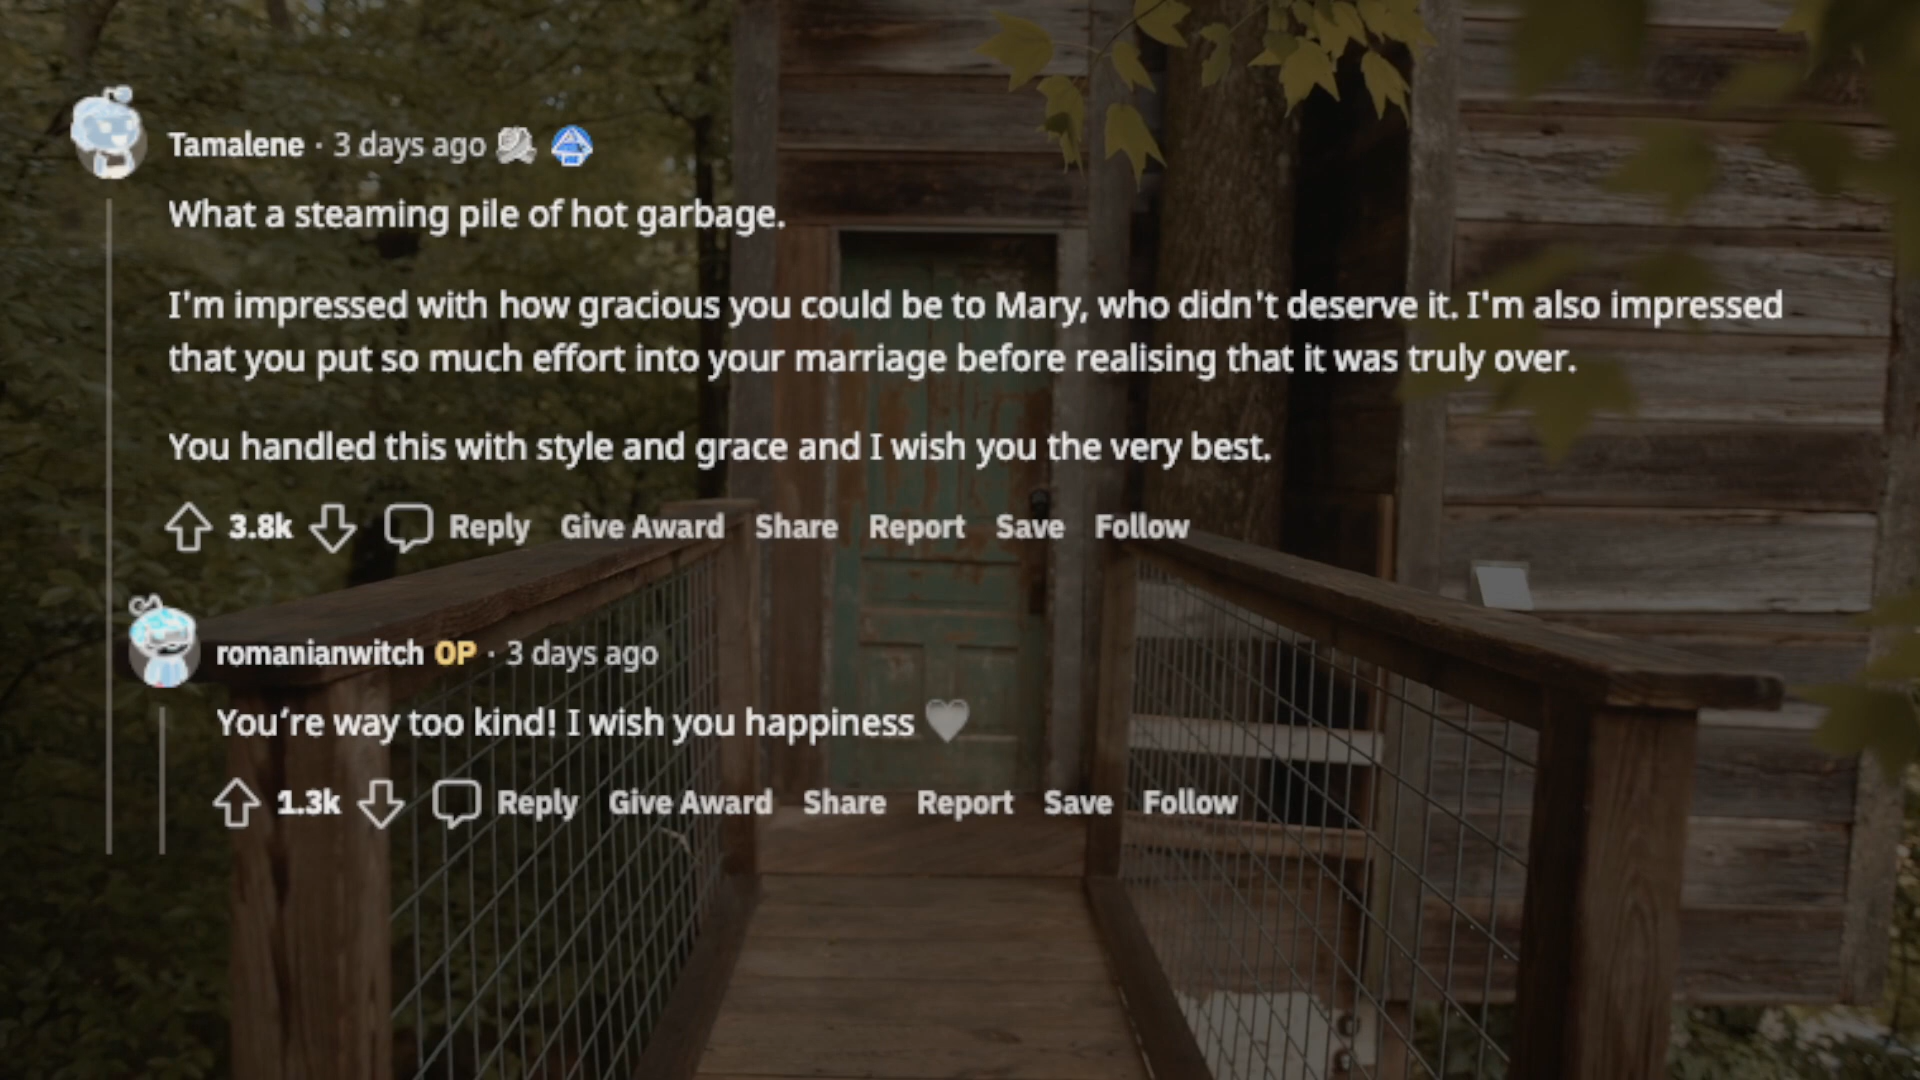 Tamalene · 3 days ago
What a steaming pile of hot garbage.
I'm impressed with how gracious you could be to Mary, who didn't deserve it. I'm also impressed
that you put so much effort into your marriage before realising that it was truly over.
You handled this with style and grace and I wish you the very best.
3.8k Reply Give Award Share Report Save Follow
romanianwitch OP · 3 days ago
You’re way too kind! I wish you happiness 🤍
1.3k Reply Give Award Share Report Save Follow